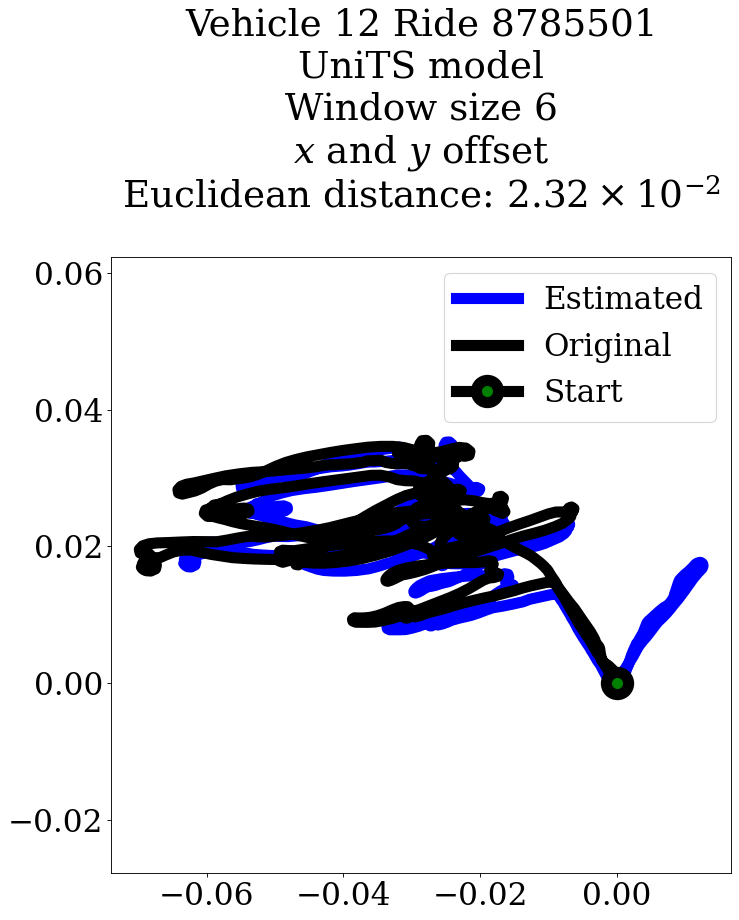 Vehicle 12 Ride 8785501
UniTS model
Window size 6
x and y offset
Euclidean distance: 2.32 × 10⁻²
0.06
Estimated
Original
0.04
Start
0.02
0.00
−0.02
−0.06 −0.04 −0.02 0.00